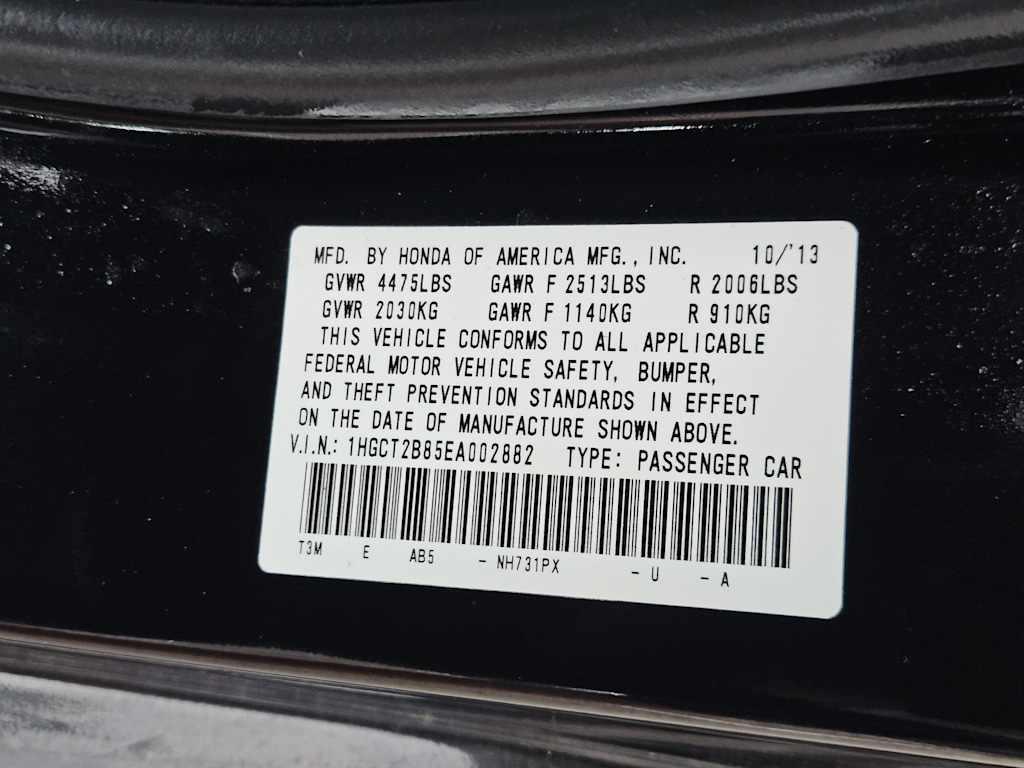 MFD. BY HONDA OF AMERICA MFG., INC. 10/'13
GVWR 4475LBS GAWR F 2513LBS R 2006LBS
GVWR 2030KG GAWR F 1140KG R 910KG
THIS VEHICLE CONFORMS TO ALL APPLICABLE
FEDERAL MOTOR VEHICLE SAFETY, BUMPER,
AND THEFT PREVENTION STANDARDS IN EFFECT
ON THE DATE OF MANUFACTURE SHOWN ABOVE.
V.I.N.: 1HGCT2B85EA002882 TYPE: PASSENGER CAR
T3M E AB5 - NH731PX - U - A